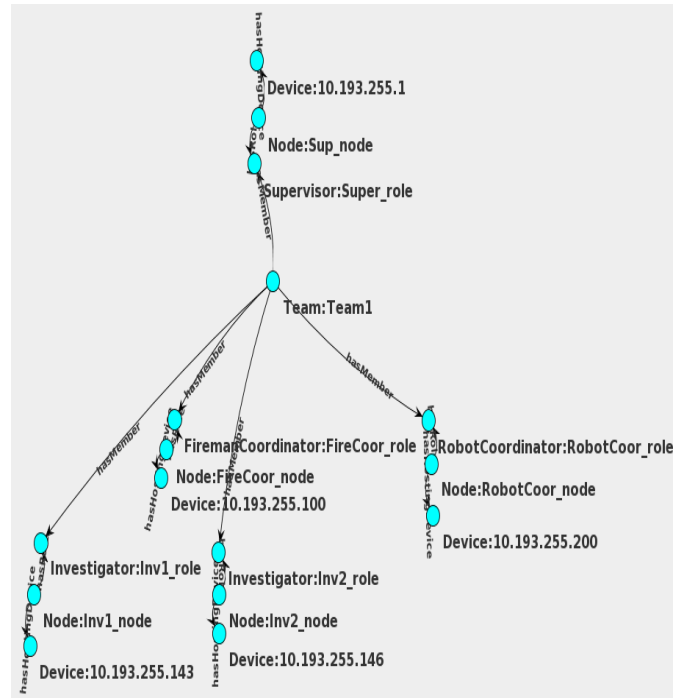 Device:10.193.255.1
Node:Sup_node
Supervisor:Super_role
hasMember
Team:Team1
hasMember
hasMember
hasMember
hasMember
FiremanCoordinator:FireCoor_role
RobotCoordinator:RobotCoor_role
Node:FireCoor_node
Node:RobotCoor_node
Device:10.193.255.100
Device:10.193.255.200
Investigator:Inv1_role
Investigator:Inv2_role
Node:Inv1_node
Node:Inv2_node
Device:10.193.255.146
Device:10.193.255.143